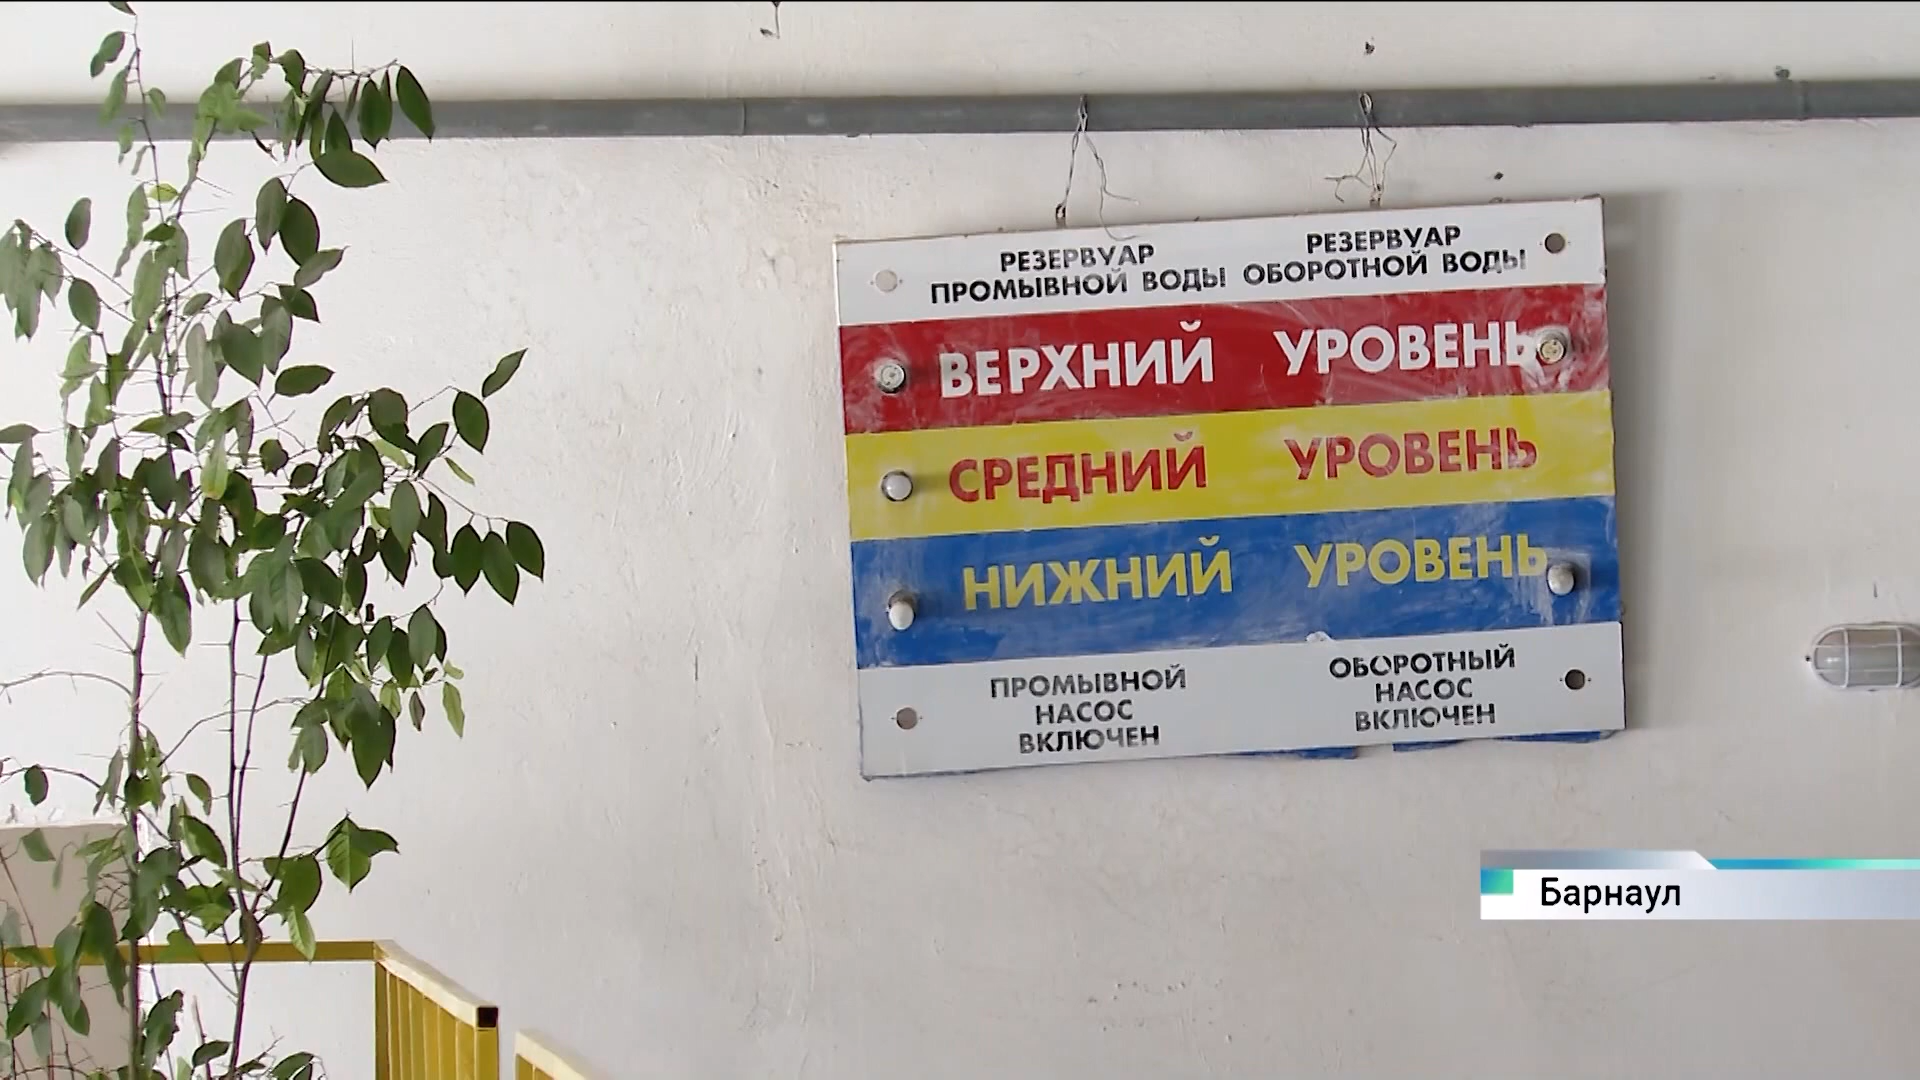 РЕЗЕРВУАР
ПРОМЫВНОЙ ВОДЫ
РЕЗЕРВУАР
ОБОРОТНОЙ ВОДЫ
ВЕРХНИЙ УРОВЕНЬ
СРЕДНИЙ УРОВЕНЬ
НИЖНИЙ УРОВЕНЬ
ПРОМЫВНОЙ
НАСОС
ВКЛЮЧЕН
ОБОРОТНЫЙ
НАСОС
ВКЛЮЧЕН
Барнаул